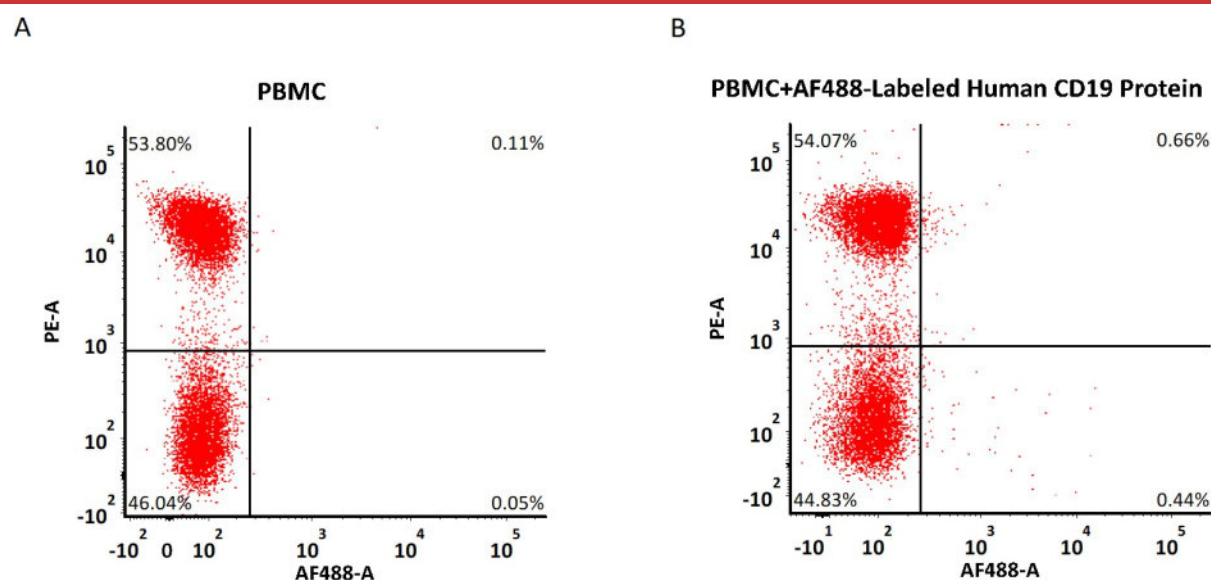 A
PBMC
53.80%
0.11%
10^5
10^4
10^3
10^2
-10^2
PE-A
46.04%
0.05%
-10^2 0 10^2 10^3 10^4 10^5
AF488-A
B
PBMC+AF488-Labeled Human CD19 Protein
54.07%
0.66%
10^5
10^4
10^3
10^2
-10^2
PE-A
44.83%
0.44%
-10^1 10^2 10^3 10^4 10^5
AF488-A